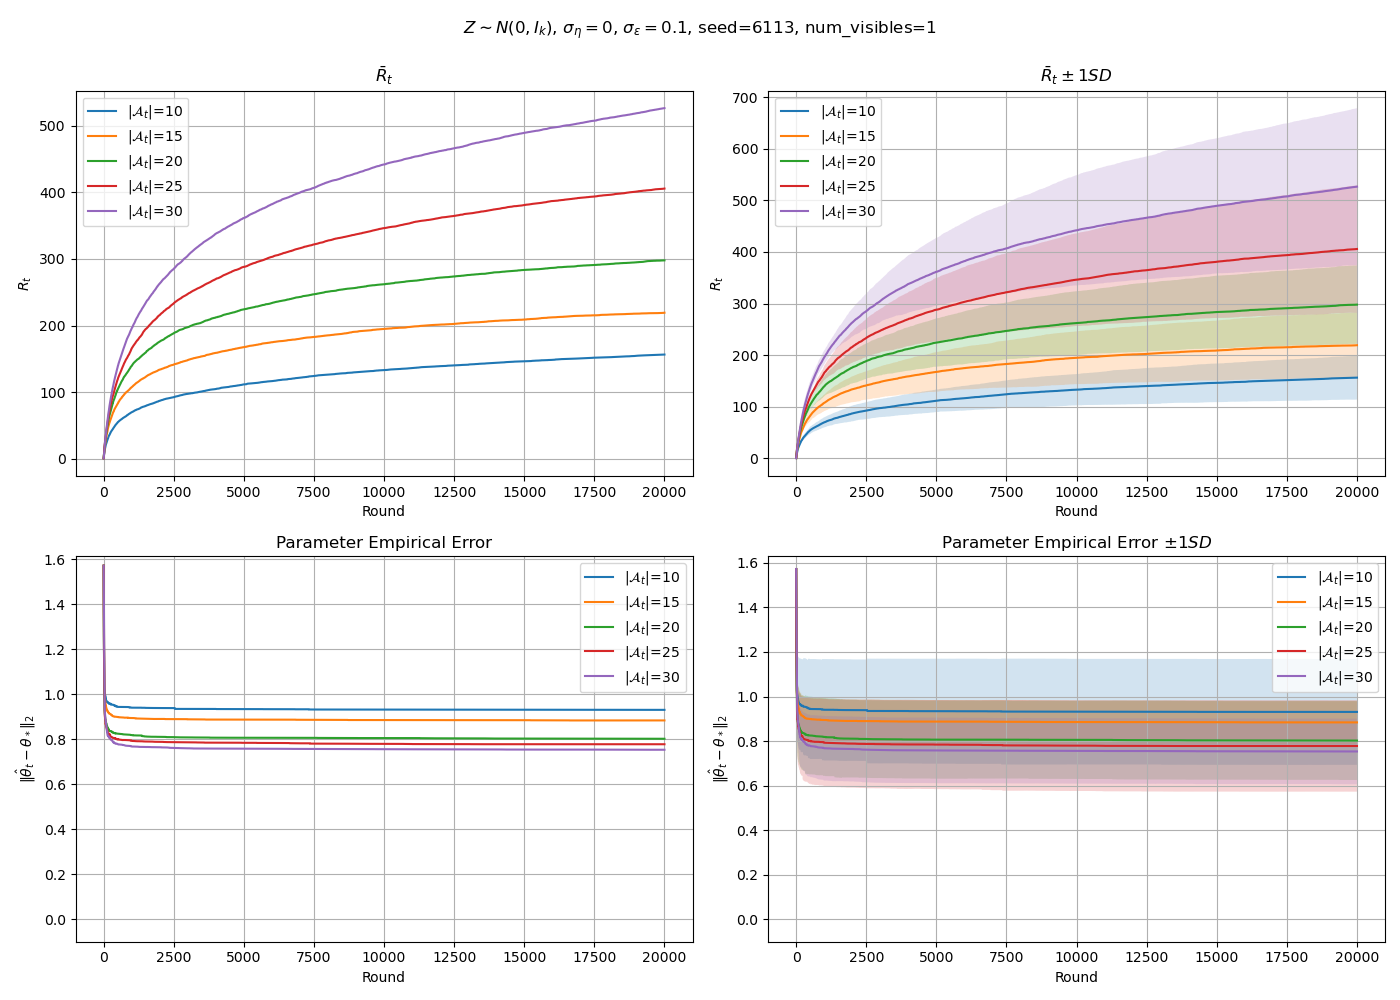 Z ∼ N(0, I_k), σ_η = 0, σ_ε = 0.1, seed=6113, num_visibles=1
R̄_t
R_t
500
400
300
200
100
0
|𝒜_t|=10
|𝒜_t|=15
|𝒜_t|=20
|𝒜_t|=25
|𝒜_t|=30
0 2500 5000 7500 10000 12500 15000 17500 20000
Round
R̄_t ± 1SD
R_t
700
600
500
400
300
200
100
0
|𝒜_t|=10
|𝒜_t|=15
|𝒜_t|=20
|𝒜_t|=25
|𝒜_t|=30
0 2500 5000 7500 10000 12500 15000 17500 20000
Round
Parameter Empirical Error
‖θ̂_t − θ_*‖_2
1.6
1.4
1.2
1.0
0.8
0.6
0.4
0.2
0.0
|𝒜_t|=10
|𝒜_t|=15
|𝒜_t|=20
|𝒜_t|=25
|𝒜_t|=30
0 2500 5000 7500 10000 12500 15000 17500 20000
Round
Parameter Empirical Error ±1SD
‖θ̂_t − θ_*‖_2
1.6
1.4
1.2
1.0
0.8
0.6
0.4
0.2
0.0
|𝒜_t|=10
|𝒜_t|=15
|𝒜_t|=20
|𝒜_t|=25
|𝒜_t|=30
0 2500 5000 7500 10000 12500 15000 17500 20000
Round